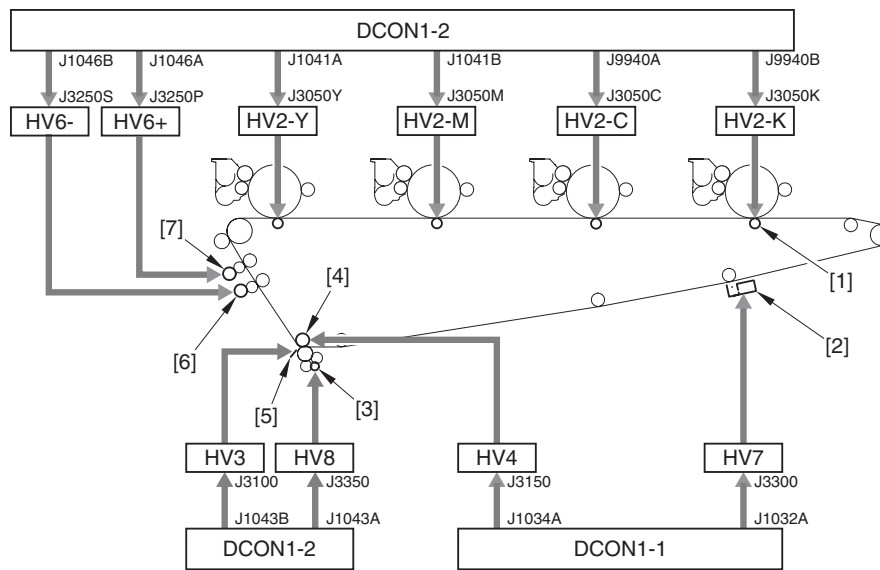 DCON1-2
J1046B J1046A J1041A J1041B J9940A J9940B
J3250S J3250P J3050Y J3050M J3050C J3050K
HV6- HV6+ HV2-Y HV2-M HV2-C HV2-K
[7]
[4]
[1]
[2]
[6]
[5]
[3]
HV3 HV8 HV4 HV7
J3100 J3350 J3150 J3300
J1043B J1043A J1034A J1032A
DCON1-2 DCON1-1